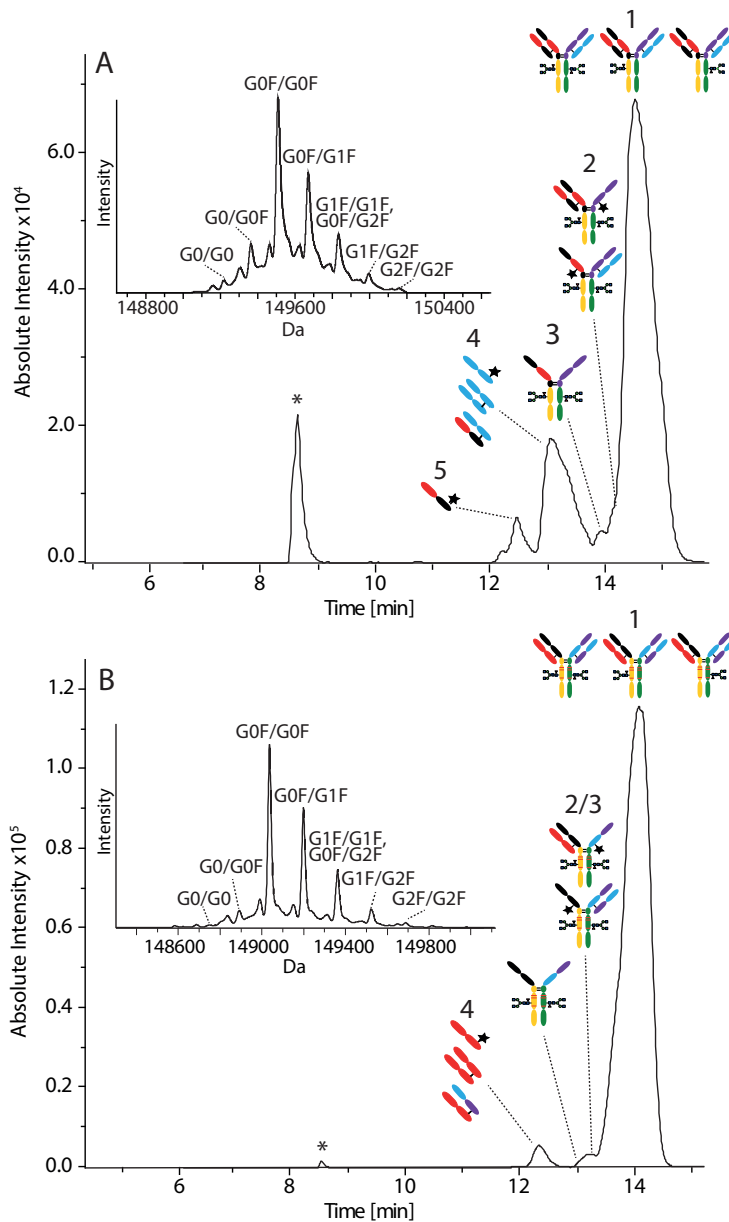 A
1
Absolute Intensity x10⁴
6.0
4.0
2.0
0.0
Intensity
G0F/G0F
G0F/G1F
G1F/G1F,
G0F/G2F
G0/G0F
G1F/G2F
G0/G0
G2F/G2F
148800 149600 150400
Da
2
3
4
5
*
6 8 10 12 14
Time [min]
B
1
Absolute Intensity x10⁵
1.2
1.0
0.8
0.6
0.4
0.2
0.0
Intensity
G0F/G0F
G0F/G1F
G1F/G1F,
G0F/G2F
G0/G0F
G1F/G2F
G0/G0
G2F/G2F
148600 149000 149400 149800
Da
2/3
4
*
6 8 10 12 14
Time [min]